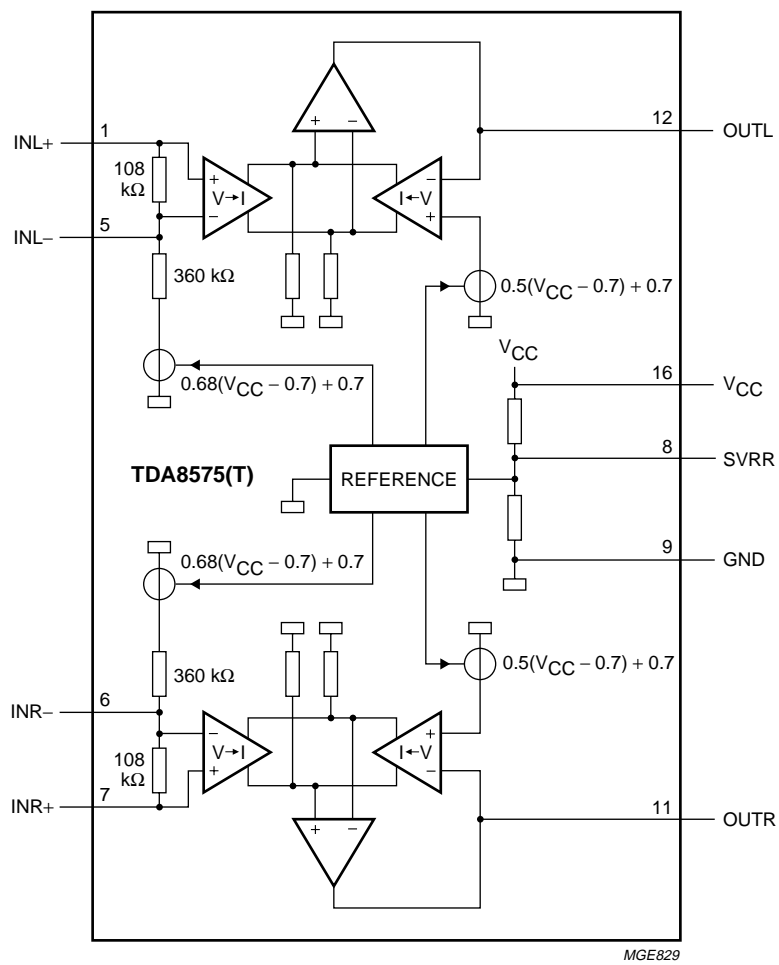 1
INL+
108
kΩ
+
−
V→I
5
INL−
360 kΩ
+ −
−
+
I←V
12
OUTL
0.5(VCC − 0.7) + 0.7
0.68(VCC − 0.7) + 0.7
VCC
16
VCC
8
SVRR
TDA8575(T)
REFERENCE
9
GND
0.68(VCC − 0.7) + 0.7
0.5(VCC − 0.7) + 0.7
360 kΩ
6
INR−
−
+
V→I
108
kΩ
7
INR+
+
−
I←V
+ −
11
OUTR
MGE829